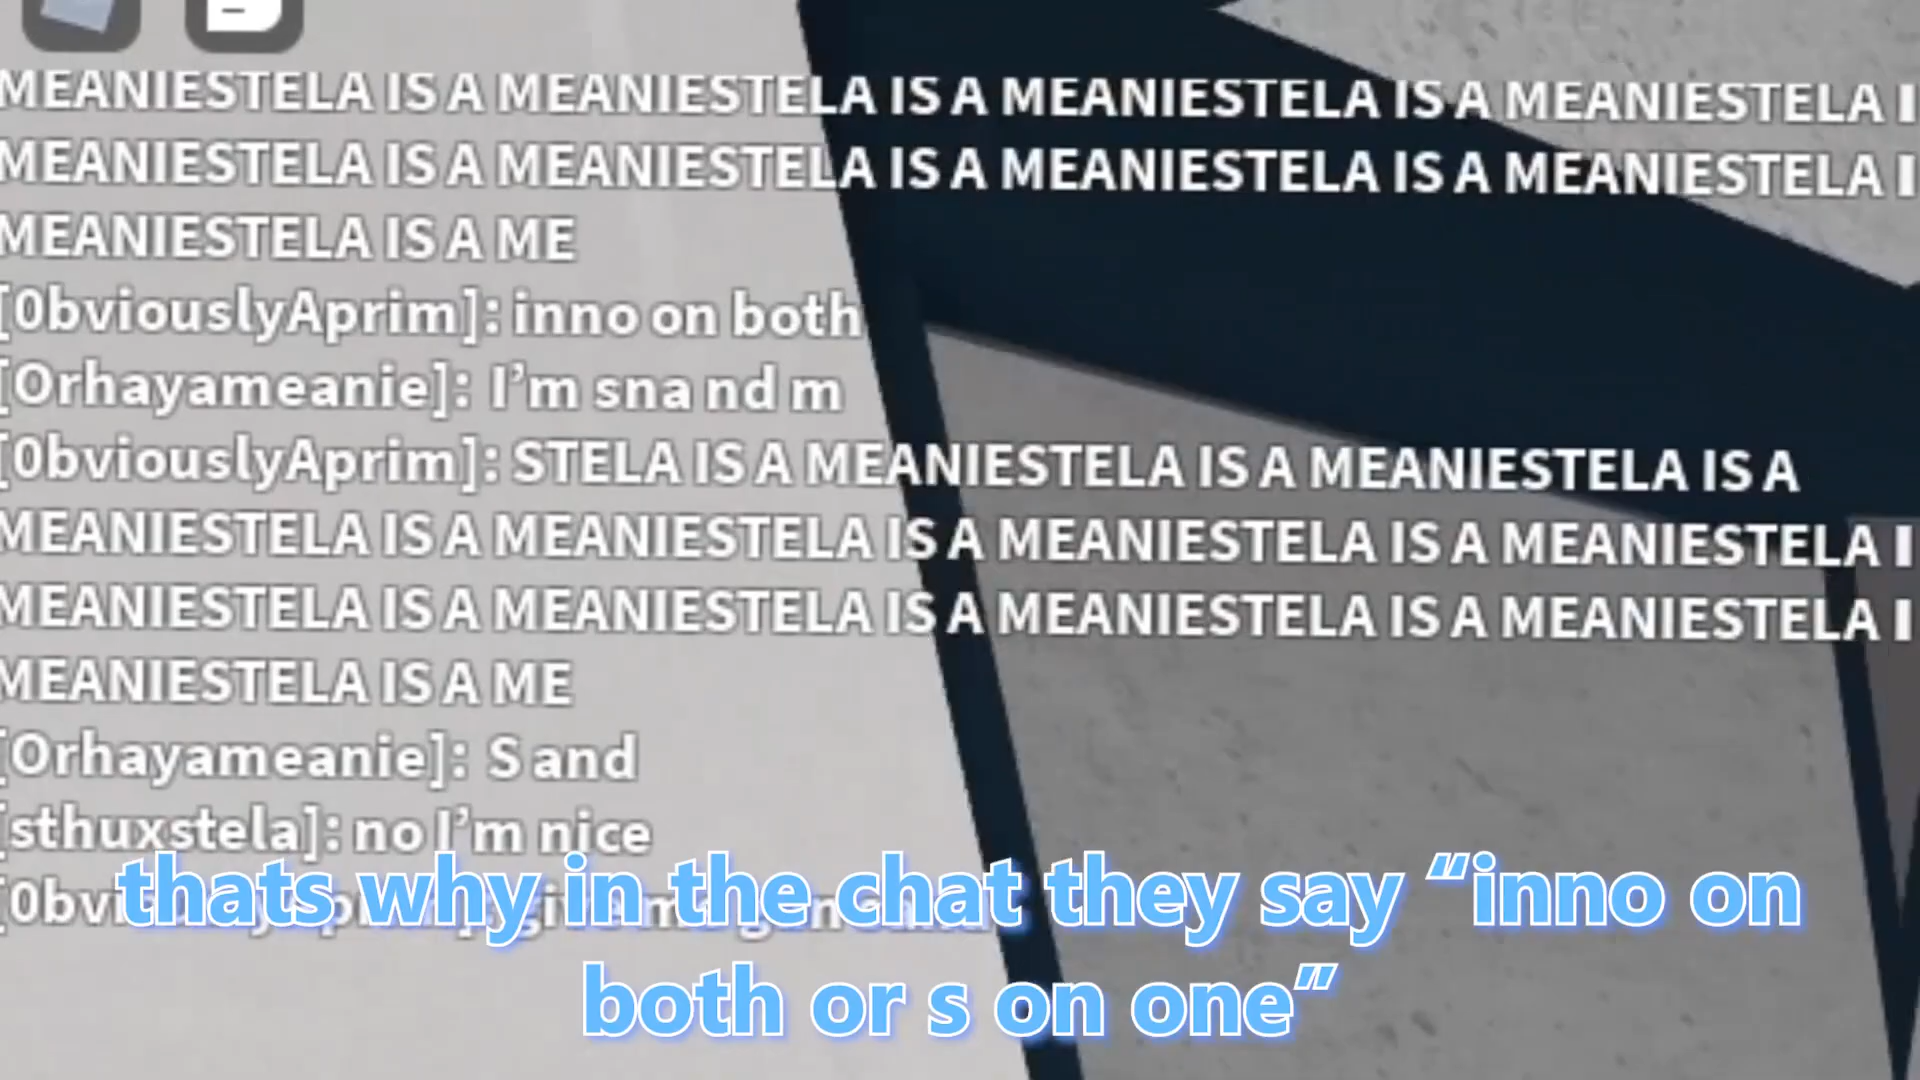 MEANIESTELA IS A MEANIESTELA IS A MEANIESTELA IS A MEANIESTELA I
MEANIESTELA IS A MEANIESTELA IS A MEANIESTELA IS A MEANIESTELA I
MEANIESTELA IS A ME
[0bviouslyAprim]: inno on both
[Orhayameanie]: I’m sna nd m
[0bviouslyAprim]: STELA IS A MEANIESTELA IS A MEANIESTELA IS A
MEANIESTELA IS A MEANIESTELA IS A MEANIESTELA IS A MEANIESTELA I
MEANIESTELA IS A MEANIESTELA IS A MEANIESTELA IS A MEANIESTELA I
MEANIESTELA IS A ME
[Orhayameanie]: S and
[sthuxstela]: no I’m nice
thats why in the chat they say “inno on
both or s on one”